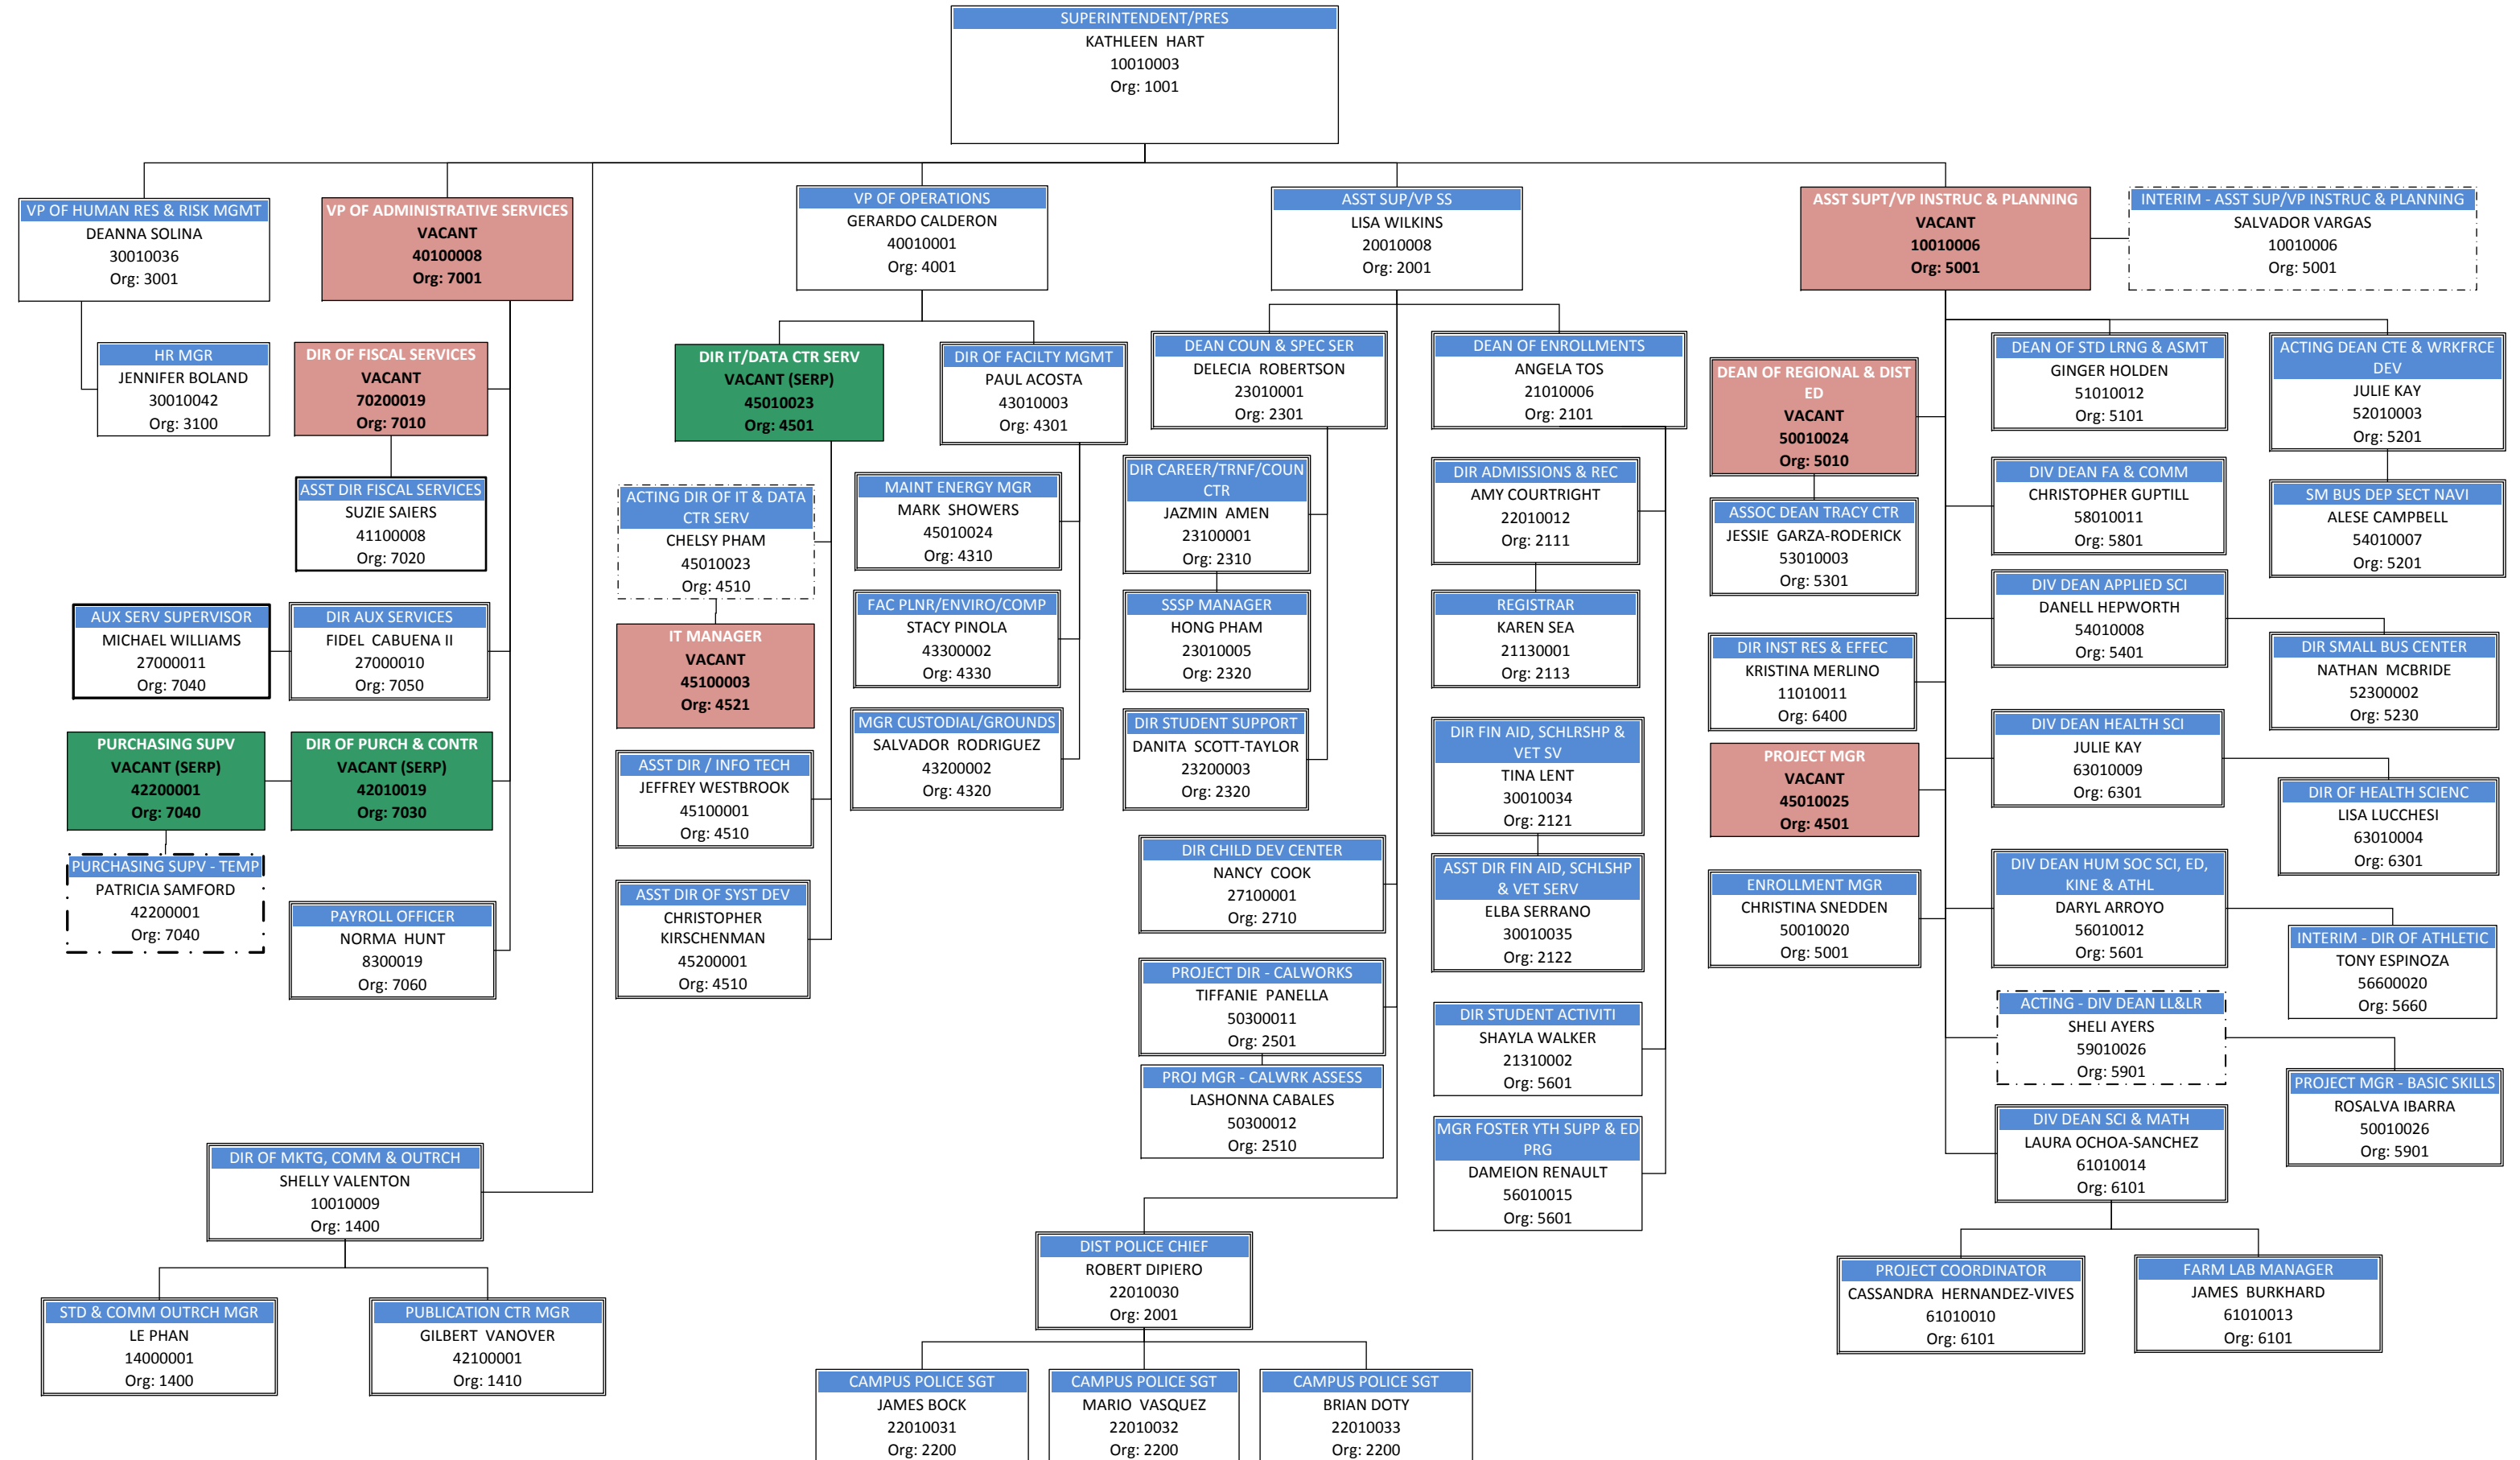 SUPERINTENDENT/PRES
KATHLEEN HART
10010003
Org: 1001
VP OF HUMAN RES & RISK MGMT
DEANNA SOLINA
30010036
Org: 3001
HR MGR
JENNIFER BOLAND
30010042
Org: 3100
VP OF ADMINISTRATIVE SERVICES
VACANT
40100008
Org: 7001
DIR OF FISCAL SERVICES
VACANT
70200019
Org: 7010
ASST DIR FISCAL SERVICES
SUZIE SAIERS
41100008
Org: 7020
AUX SERV SUPERVISOR
MICHAEL WILLIAMS
27000011
Org: 7040
DIR AUX SERVICES
FIDEL CABUENA II
27000010
Org: 7050
PURCHASING SUPV
VACANT (SERP)
42200001
Org: 7040
DIR OF PURCH & CONTR
VACANT (SERP)
42010019
Org: 7030
PURCHASING SUPV - TEMP
PATRICIA SAMFORD
42200001
Org: 7040
PAYROLL OFFICER
NORMA HUNT
8300019
Org: 7060
DIR OF MKTG, COMM & OUTRCH
SHELLY VALENTON
10010009
Org: 1400
STD & COMM OUTRCH MGR
LE PHAN
14000001
Org: 1400
PUBLICATION CTR MGR
GILBERT VANOVER
42100001
Org: 1410
VP OF OPERATIONS
GERARDO CALDERON
40010001
Org: 4001
DIR IT/DATA CTR SERV
VACANT (SERP)
45010023
Org: 4501
ACTING DIR OF IT & DATA
CTR SERV
CHELSY PHAM
45010023
Org: 4510
IT MANAGER
VACANT
45100003
Org: 4521
ASST DIR / INFO TECH
JEFFREY WESTBROOK
45100001
Org: 4510
ASST DIR OF SYST DEV
CHRISTOPHER
KIRSCHENMAN
45200001
Org: 4510
DIR OF FACILTY MGMT
PAUL ACOSTA
43010003
Org: 4301
MAINT ENERGY MGR
MARK SHOWERS
45010024
Org: 4310
FAC PLNR/ENVIRO/COMP
STACY PINOLA
43300002
Org: 4330
MGR CUSTODIAL/GROUNDS
SALVADOR RODRIGUEZ
43200002
Org: 4320
ASST SUP/VP SS
LISA WILKINS
20010008
Org: 2001
DEAN COUN & SPEC SER
DELECIA ROBERTSON
23010001
Org: 2301
DIR CAREER/TRNF/COUN
CTR
JAZMIN AMEN
23100001
Org: 2310
SSSP MANAGER
HONG PHAM
23010005
Org: 2320
DIR STUDENT SUPPORT
DANITA SCOTT-TAYLOR
23200003
Org: 2320
DIR CHILD DEV CENTER
NANCY COOK
27100001
Org: 2710
PROJECT DIR - CALWORKS
TIFFANIE PANELLA
50300011
Org: 2501
PROJ MGR - CALWRK ASSESS
LASHONNA CABALES
50300012
Org: 2510
DIST POLICE CHIEF
ROBERT DIPIERO
22010030
Org: 2001
CAMPUS POLICE SGT
JAMES BOCK
22010031
Org: 2200
CAMPUS POLICE SGT
MARIO VASQUEZ
22010032
Org: 2200
CAMPUS POLICE SGT
BRIAN DOTY
22010033
Org: 2200
DEAN OF ENROLLMENTS
ANGELA TOS
21010006
Org: 2101
DIR ADMISSIONS & REC
AMY COURTRIGHT
22010012
Org: 2111
REGISTRAR
KAREN SEA
21130001
Org: 2113
DIR FIN AID, SCHLRSHP &
VET SV
TINA LENT
30010034
Org: 2121
ASST DIR FIN AID, SCHLSHP
& VET SERV
ELBA SERRANO
30010035
Org: 2122
DIR STUDENT ACTIVITI
SHAYLA WALKER
21310002
Org: 5601
MGR FOSTER YTH SUPP & ED
PRG
DAMEION RENAULT
56010015
Org: 5601
ASST SUPT/VP INSTRUC & PLANNING
VACANT
10010006
Org: 5001
INTERIM - ASST SUP/VP INSTRUC & PLANNING
SALVADOR VARGAS
10010006
Org: 5001
DEAN OF REGIONAL & DIST
ED
VACANT
50010024
Org: 5010
ASSOC DEAN TRACY CTR
JESSIE GARZA-RODERICK
53010003
Org: 5301
DIR INST RES & EFFEC
KRISTINA MERLINO
11010011
Org: 6400
PROJECT MGR
VACANT
45010025
Org: 4501
ENROLLMENT MGR
CHRISTINA SNEDDEN
50010020
Org: 5001
DEAN OF STD LRNG & ASMT
GINGER HOLDEN
51010012
Org: 5101
DIV DEAN FA & COMM
CHRISTOPHER GUPTILL
58010011
Org: 5801
DIV DEAN APPLIED SCI
DANELL HEPWORTH
54010008
Org: 5401
DIV DEAN HEALTH SCI
JULIE KAY
63010009
Org: 6301
DIV DEAN HUM SOC SCI, ED,
KINE & ATHL
DARYL ARROYO
56010012
Org: 5601
ACTING - DIV DEAN LL&LR
SHELI AYERS
59010026
Org: 5901
DIV DEAN SCI & MATH
LAURA OCHOA-SANCHEZ
61010014
Org: 6101
PROJECT COORDINATOR
CASSANDRA HERNANDEZ-VIVES
61010010
Org: 6101
FARM LAB MANAGER
JAMES BURKHARD
61010013
Org: 6101
ACTING DEAN CTE & WRKFRCE
DEV
JULIE KAY
52010003
Org: 5201
SM BUS DEP SECT NAVI
ALESE CAMPBELL
54010007
Org: 5201
DIR SMALL BUS CENTER
NATHAN MCBRIDE
52300002
Org: 5230
DIR OF HEALTH SCIENC
LISA LUCCHESI
63010004
Org: 6301
INTERIM - DIR OF ATHLETIC
TONY ESPINOZA
56600020
Org: 5660
PROJECT MGR - BASIC SKILLS
ROSALVA IBARRA
50010026
Org: 5901